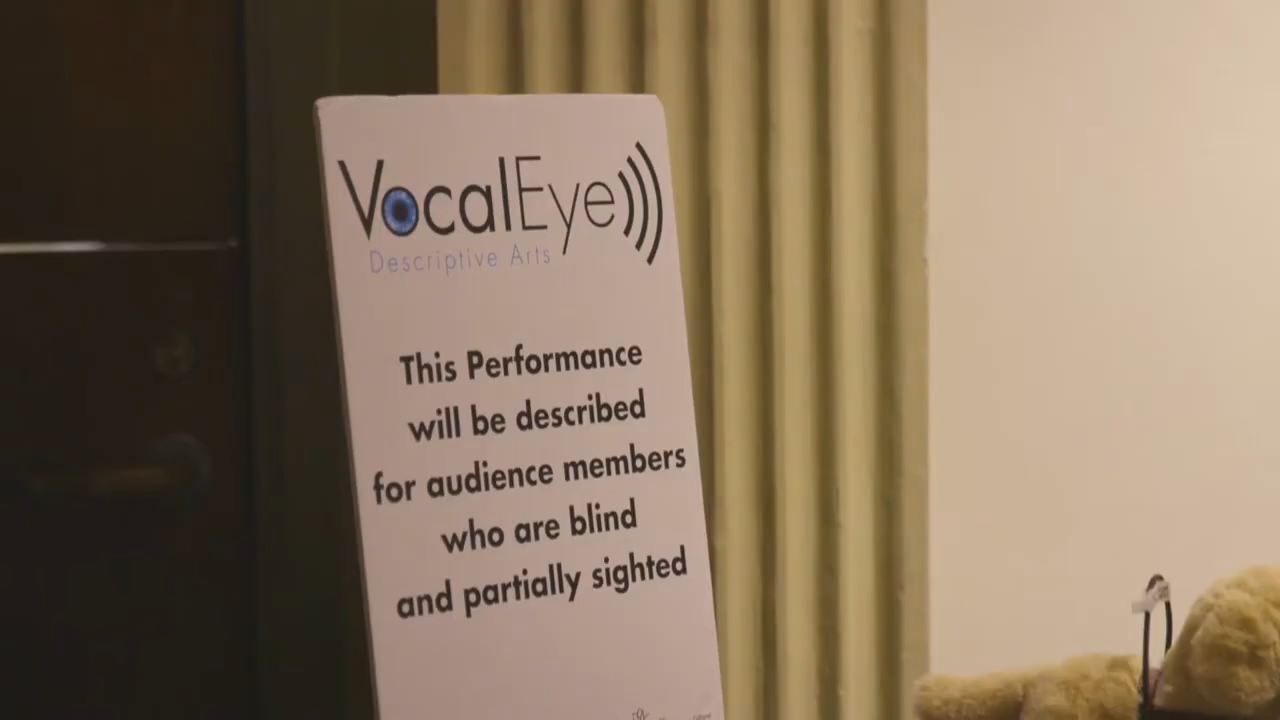 VocalEye
Descriptive Arts
This Performance
will be described
for audience members
who are blind
and partially sighted